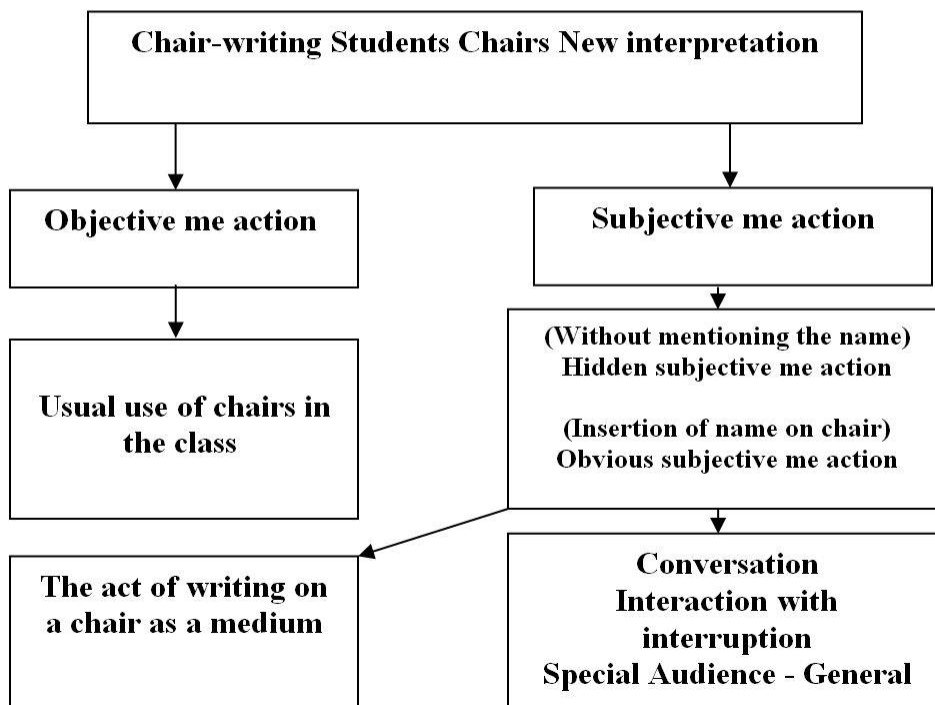 Chair-writing Students Chairs New interpretation
Objective me action
Subjective me action
Usual use of chairs in
the class
(Without mentioning the name)
Hidden subjective me action
(Insertion of name on chair)
Obvious subjective me action
The act of writing on
a chair as a medium
Conversation
Interaction with
interruption
Special Audience - General